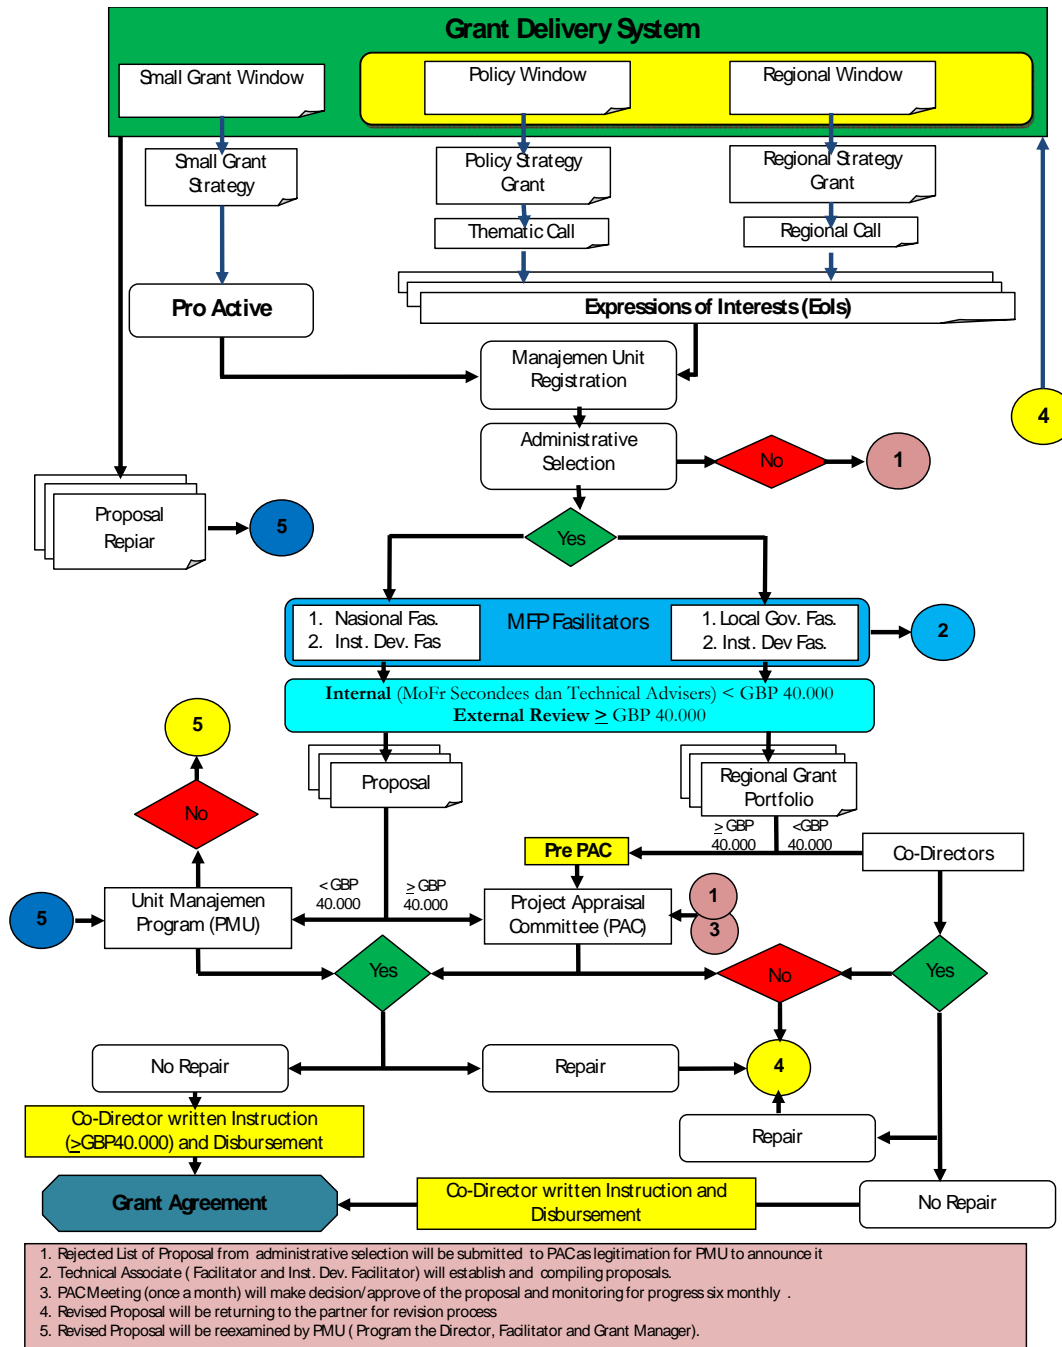 Grant Delivery System
Small Grant Window
Policy Window
Regional Window
Small Grant
Strategy
Policy Strategy
Grant
Regional Strategy
Grant
Thematic Call
Regional Call
Pro Active
Expressions of Interests (EoIs)
Manajemen Unit
Registration
4
Administrative
Selection
No
1
Proposal
Repiar
5
Yes
1. Nasional Fas.
2. Inst. Dev. Fas
MFP Fasilitators
1. Local Gov. Fas.
2. Inst. Dev Fas.
2
Internal (MoFr Secondees dan Technical Advisers) < GBP 40.000
External Review ≥ GBP 40.000
5
Proposal
Regional Grant
Portfolio
No
≥ GBP
40.000
<GBP
40.000
Pre PAC
Co-Directors
< GBP
40.000
≥ GBP
40.000
5
Unit Manajemen
Program (PMU)
Project Appraisal
Committee (PAC)
1
3
Yes
No
Yes
No Repair
Repair
4
Co-Director written Instruction
(≥GBP40.000) and Disbursement
Repair
Grant Agreement
Co-Director written Instruction and
Disbursement
No Repair
1. Rejected List of Proposal from administrative selection will be submitted to PAC as legitimation for PMU to announce it
2. Technical Associate ( Facilitator and Inst. Dev. Facilitator) will establish and compiling proposals.
3. PAC Meeting (once a month) will make decision/approve of the proposal and monitoring for progress six monthly .
4. Revised Proposal will be returning to the partner for revision process
5. Revised Proposal will be reexamined by PMU ( Program the Director, Facilitator and Grant Manager).